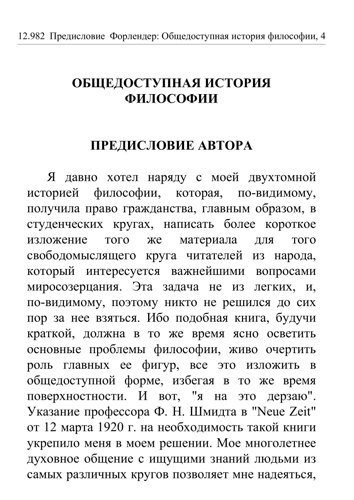 12.982 Предисловие Форлендер: Общедоступная история философии, 4
ОБЩЕДОСТУПНАЯ ИСТОРИЯ
ФИЛОСОФИИ
ПРЕДИСЛОВИЕ АВТОРА
Я давно хотел наряду с моей двухтомной
историей философии, которая, по-видимому,
получила право гражданства, главным образом, в
студенческих кругах, написать более короткое
изложение того же материала для того
свободомыслящего круга читателей из народа,
который интересуется важнейшими вопросами
миросозерцания. Эта задача не из легких, и,
по-видимому, поэтому никто не решился до сих
пор за нее взяться. Ибо подобная книга, будучи
краткой, должна в то же время ясно осветить
основные проблемы философии, живо очертить
роль главных ее фигур, все это изложить в
общедоступной форме, избегая в то же время
поверхностности. И вот, "я на это дерзаю".
Указание профессора Ф. Н. Шмидта в "Neue Zeit"
от 12 марта 1920 г. на необходимость такой книги
укрепило меня в моем решении. Мое многолетнее
духовное общение с ищущими знаний людьми из
самых различных кругов позволяет мне надеяться,